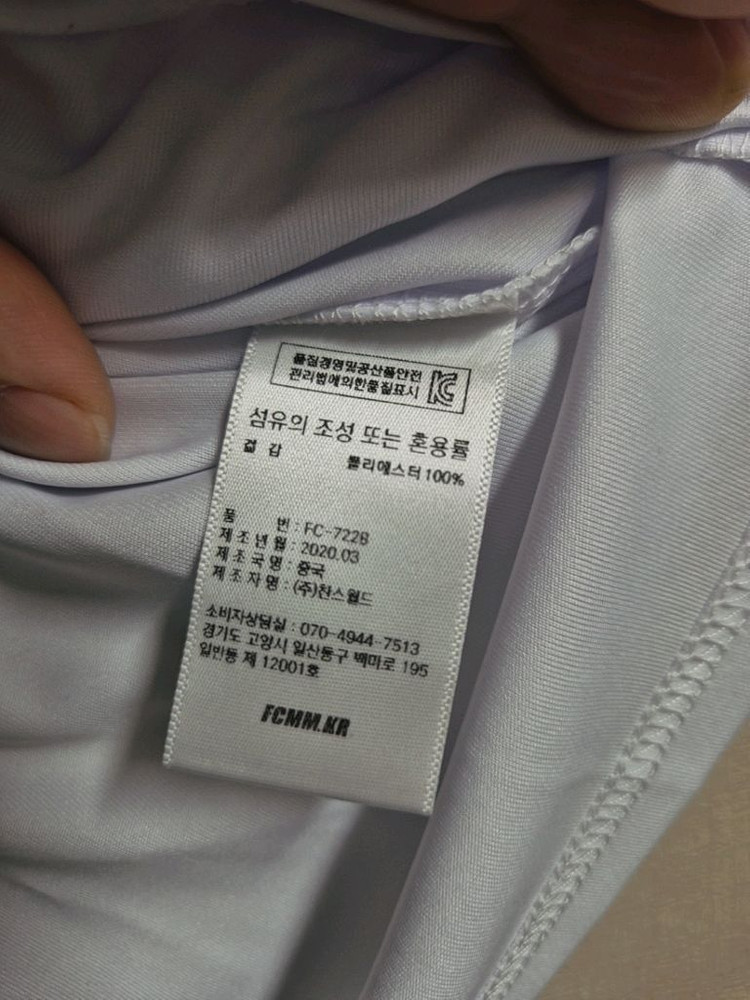 품질경영및공산품안전
관리법에의한품질표시
섬유의 조성 또는 혼용률
겉 감 폴리에스터 100%
품 번 : FC-722B
제 조 년 월 : 2020.03
제 조 국 명 : 중국
제 조 자 명 : (주)찬스월드
소비자상담실 : 070-4944-7513
경기도 고양시 일산동구 백마로 195
일반동 제 12001호
FCMM.KR